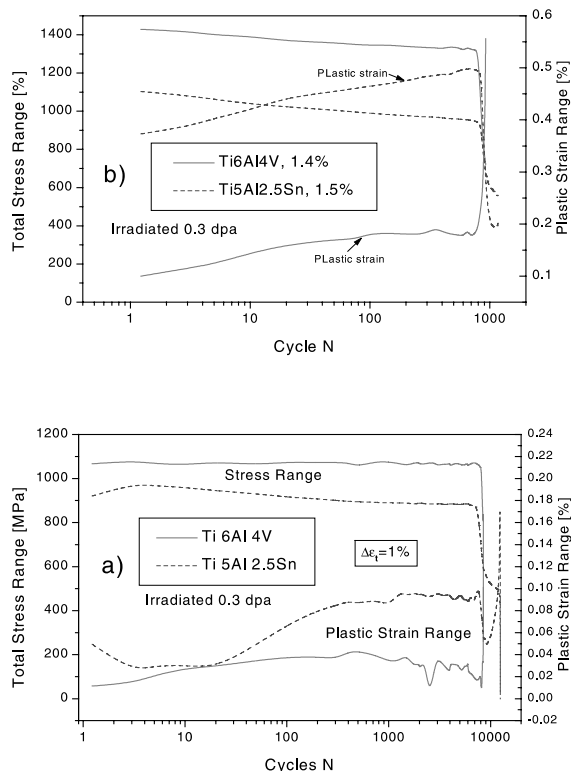 0.6
1400
1200
0.5
PLastic strain
1000
0.4
800
b)
Ti6Al4V, 1.4%
Ti5Al2.5Sn, 1.5%
0.3
600
400
Irradiated 0.3 dpa
0.2
200
PLastic strain
0.1
0
1
10
100
1000
Cycle N
Total Stress Range [%]
Plastic Strain Range [%]
1200
0.24
0.22
1000
0.20
Stress Range
0.18
800
0.16
0.14
Ti 6Al 4V
Ti 5Al 2.5Sn
600
a)
Δεt=1%
0.12
0.10
400
Irradiated 0.3 dpa
0.08
0.06
Plastic Strain Range
200
0.04
0.02
0
0.00
-0.02
1
10
100
1000
10000
Cycles N
Total Stress Range [MPa]
Plastic Strain Range [%]